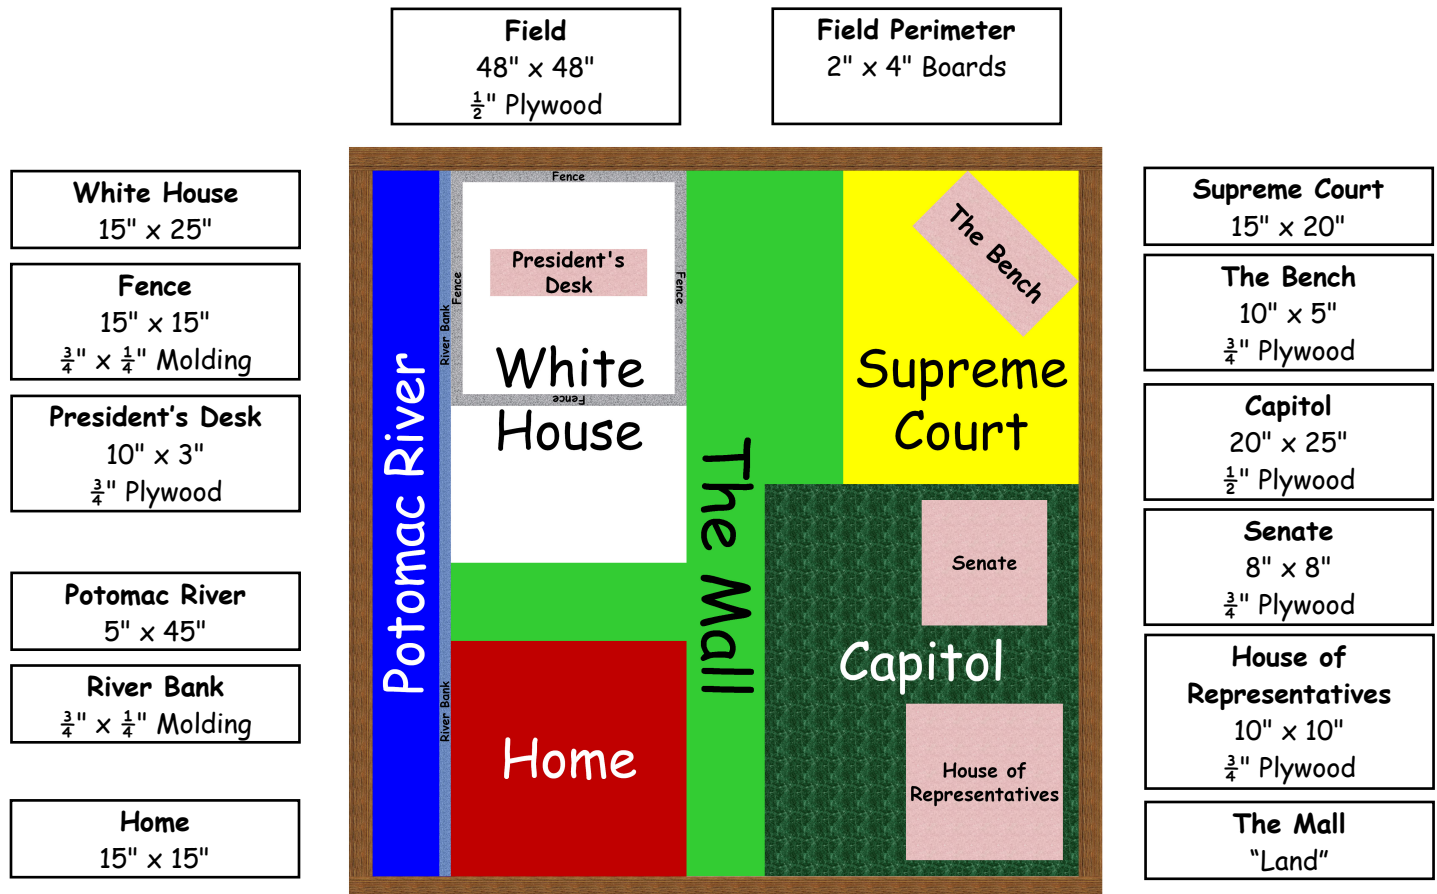 Field
48" x 48"
½" Plywood
Field Perimeter
2" x 4" Boards
White House
15" x 25"
Fence
15" x 15"
¾" x ¼" Molding
President’s Desk
10" x 3"
¾" Plywood
Potomac River
5" x 45"
River Bank
¾" x ¼" Molding
Home
15" x 15"
Fence
Fence
Fence
Fence
President's
Desk
White
House
River Bank
River Bank
Potomac River
Home
The Mall
The Bench
Supreme
Court
Senate
Capitol
House of
Representatives
Supreme Court
15" x 20"
The Bench
10" x 5"
¾" Plywood
Capitol
20" x 25"
½" Plywood
Senate
8" x 8"
¾" Plywood
House of
Representatives
10" x 10"
¾" Plywood
The Mall
“Land”